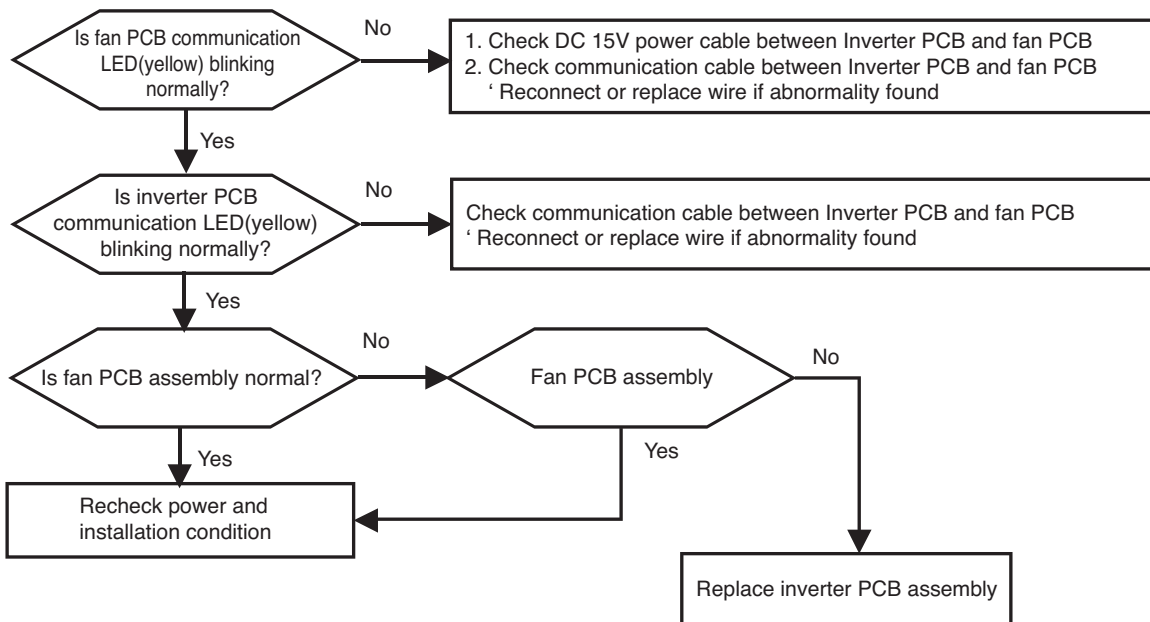 Is fan PCB communication
LED(yellow) blinking
normally?
No
1. Check DC 15V power cable between Inverter PCB and fan PCB
2. Check communication cable between Inverter PCB and fan PCB
‘ Reconnect or replace wire if abnormality found
Yes
Is inverter PCB
communication LED(yellow)
blinking normally?
No
Check communication cable between Inverter PCB and fan PCB
‘ Reconnect or replace wire if abnormality found
Yes
Is fan PCB assembly normal?
No
Fan PCB assembly
No
Yes
Yes
Recheck power and
installation condition
Replace inverter PCB assembly